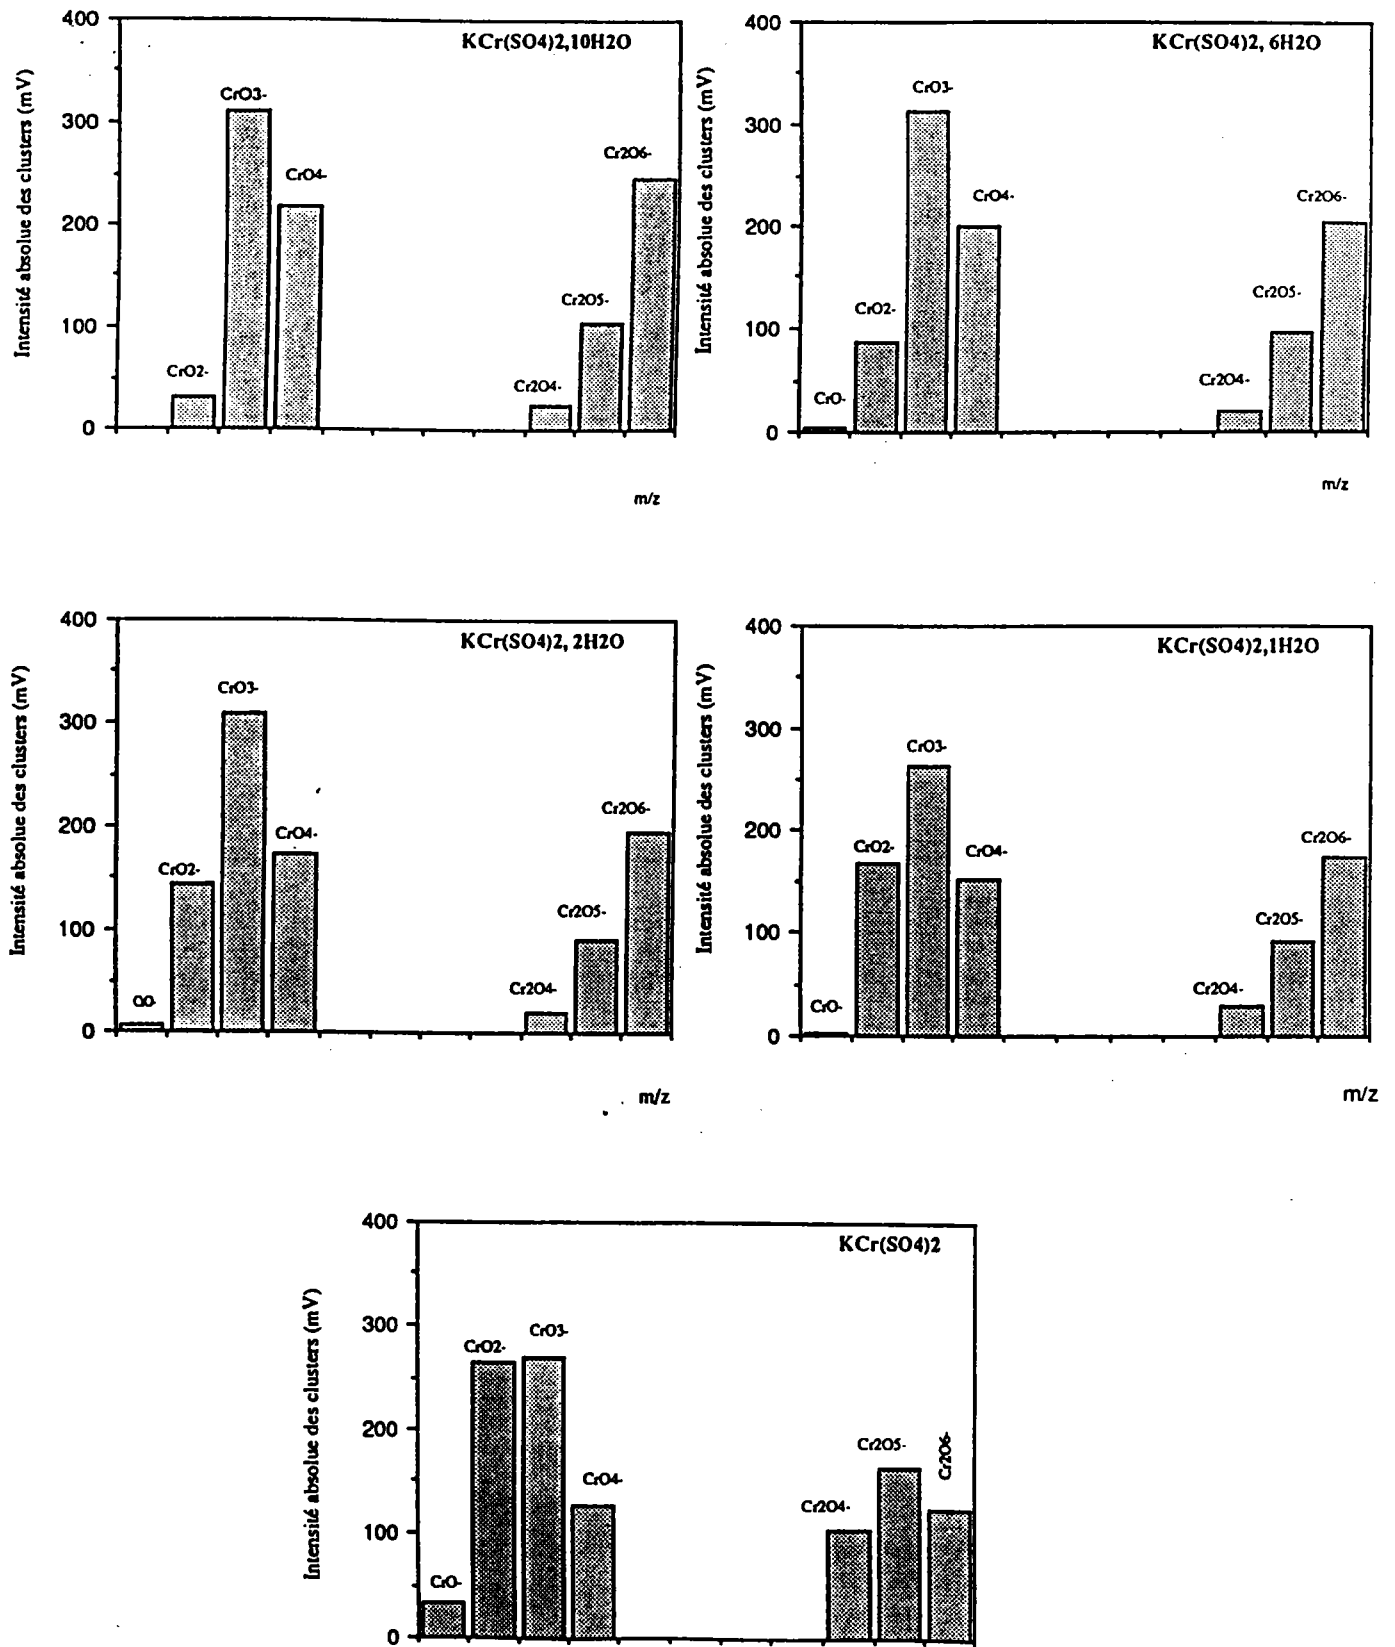 KCr(SO4)2,10H2O
Intensité absolue des clusters (mV)
400
300
200
100
0
CrO2-
CrO3-
CrO4-
Cr2O4-
Cr2O5-
Cr2O6-
m/z
KCr(SO4)2, 6H2O
Intensité absolue des clusters (mV)
400
300
200
100
0
CrO-
CrO2-
CrO3-
CrO4-
Cr2O4-
Cr2O5-
Cr2O6-
m/z
KCr(SO4)2, 2H2O
Intensité absolue des clusters (mV)
400
300
200
100
0
CrO2-
CrO3-
CrO4-
Cr2O4-
Cr2O5-
Cr2O6-
m/z
KCr(SO4)2,1H2O
Intensité absolue des clusters (mV)
400
300
200
100
0
CrO-
CrO2-
CrO3-
CrO4-
Cr2O4-
Cr2O5-
Cr2O6-
m/z
KCr(SO4)2
Intensité absolue des clusters (mV)
400
300
200
100
0
CrO-
CrO2-
CrO3-
CrO4-
Cr2O4-
Cr2O5-
Cr2O6-